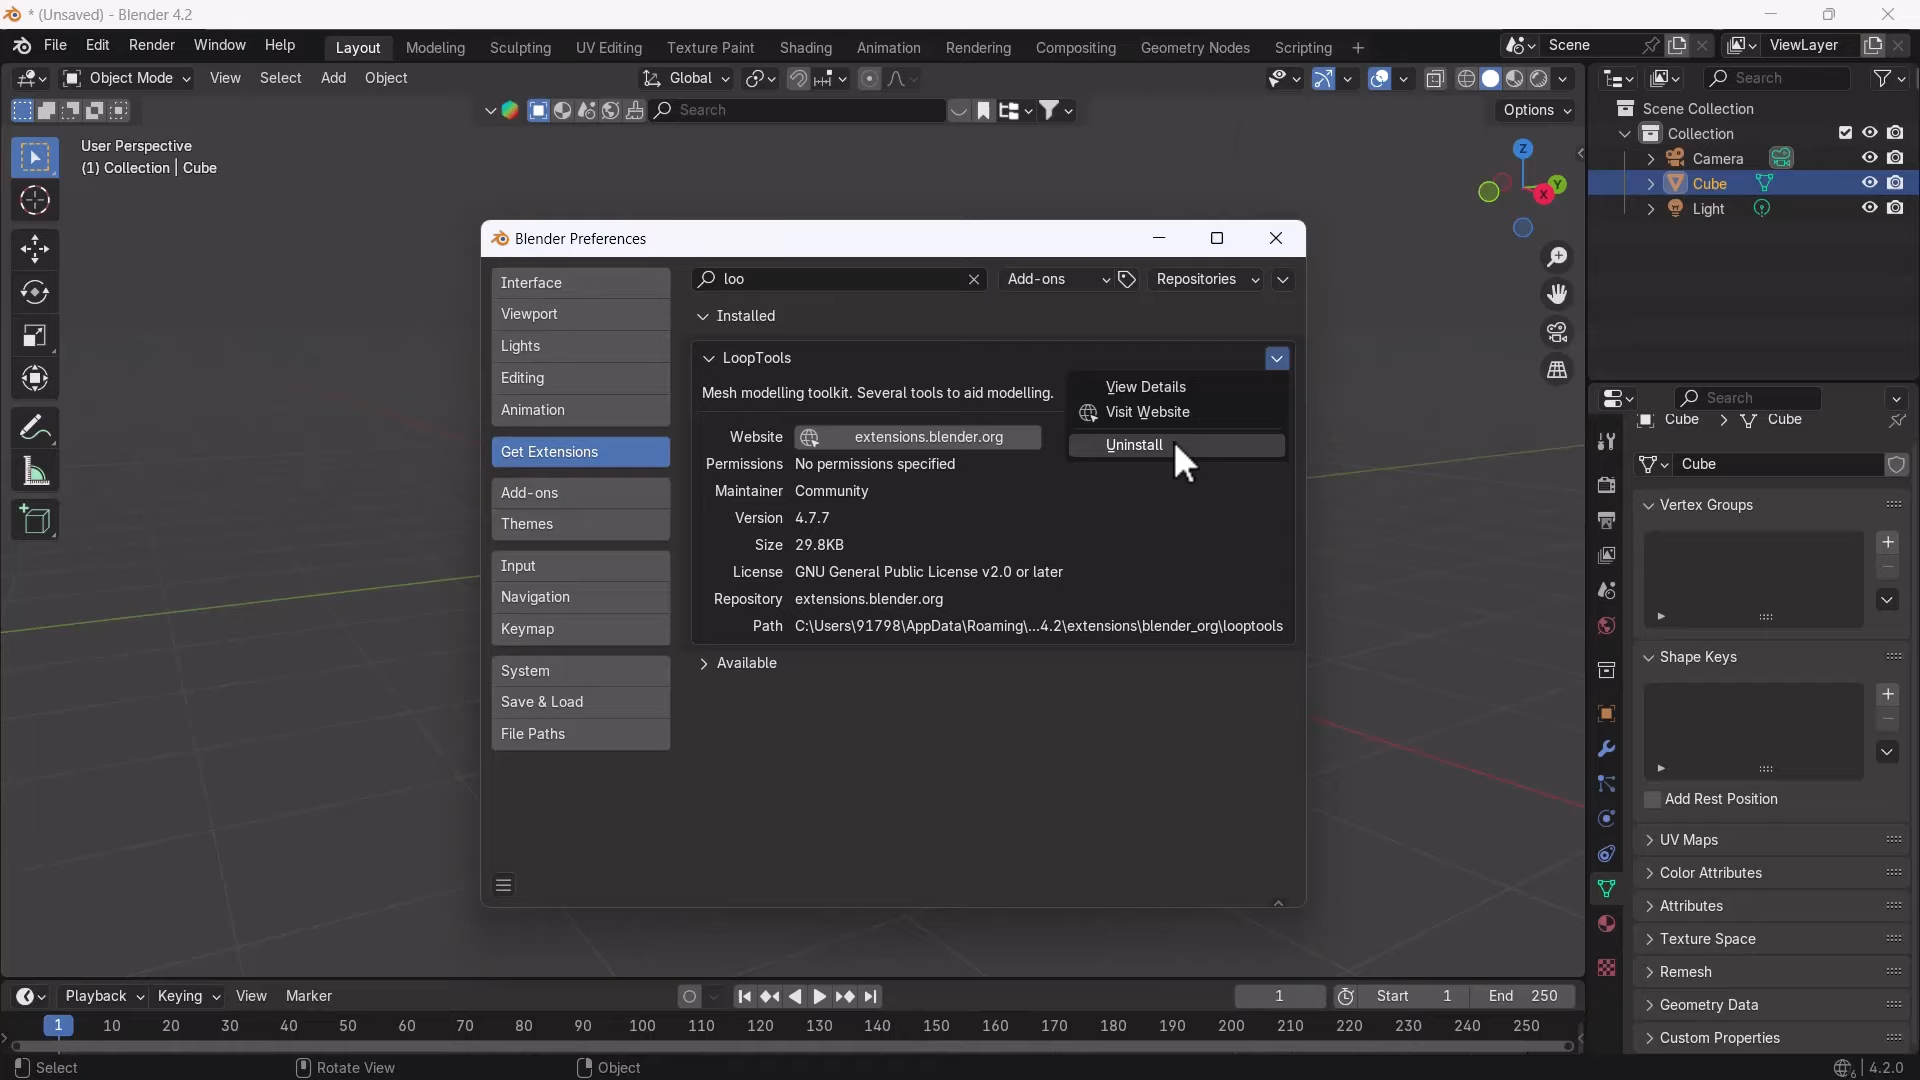 * (Unsaved) - Blender 4.2
File Edit Render Window Help Layout Modeling Sculpting UV Editing Texture Paint Shading Animation Rendering Compositing Geometry Nodes Scripting + Scene ViewLayer
Object Mode View Select Add Object Global Search
Search Options
User Perspective
(1) Collection | Cube
Z
Y
X
Scene Collection
Collection
Camera
Cube
Light
Blender Preferences
Interface
Viewport
Lights
Editing
Animation
Get Extensions
Add-ons
Themes
Input
Navigation
Keymap
System
Save & Load
File Paths
loo Add-ons Repositories
Installed
LoopTools
Mesh modelling toolkit. Several tools to aid modelling.
Website extensions.blender.org
Permissions No permissions specified
Maintainer Community
Version 4.7.7
Size 29.8KB
License GNU General Public License v2.0 or later
Repository extensions.blender.org
Path C:\Users\91798\AppData\Roaming\...4.2\extensions\blender_org\looptools
View Details
Visit Website
Uninstall
Available
Search
Cube Cube
Cube
Vertex Groups
Shape Keys
Add Rest Position
UV Maps
Color Attributes
Attributes
Texture Space
Remesh
Geometry Data
Custom Properties
Playback Keying View Marker 1 Start 1 End 250
1 10 20 30 40 50 60 70 80 90 100 110 120 130 140 150 160 170 180 190 200 210 220 230 240 250
Select Rotate View Object 6 4.2.0